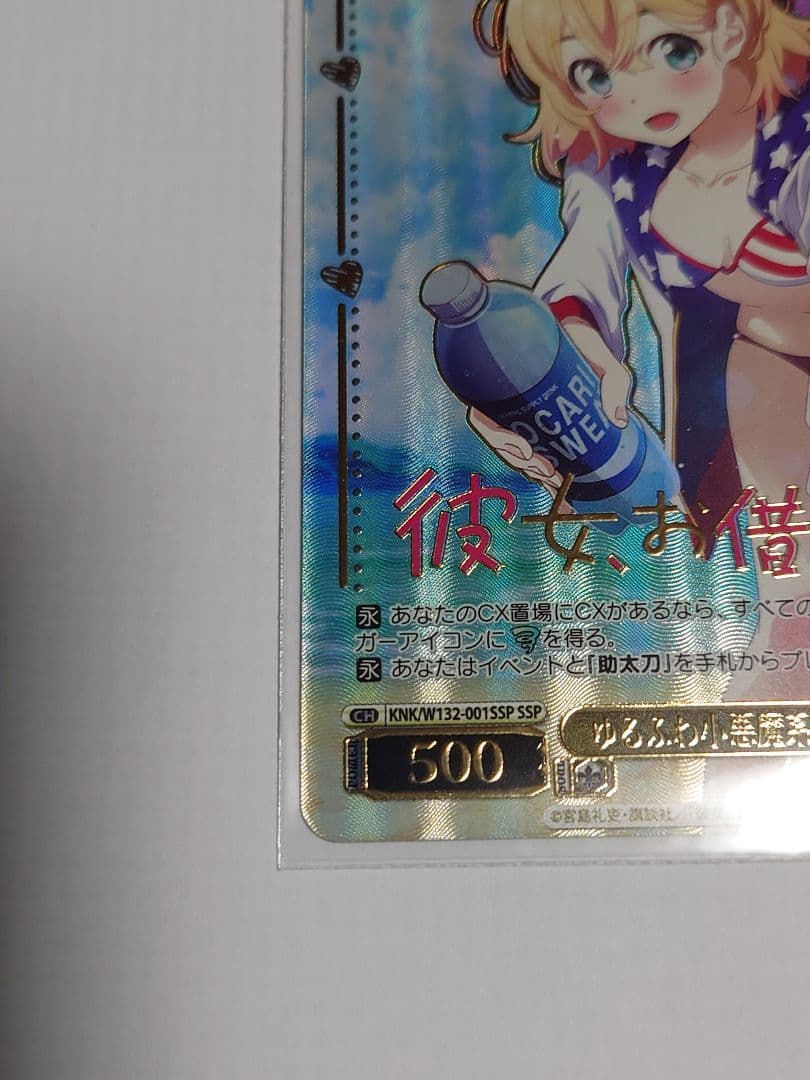 OCARI
SWEA
彼女、お借
永 あなたのCX置場にCXがあるなら、すべての
ガーアイコンに を得る。
永 あなたはイベントと『助太刀』を手札からプレ
CH KNK/W132-001SSP SSP
ゆるふわ小悪魔系
POWER 500 SOUL
©宮島礼吏・講談社/